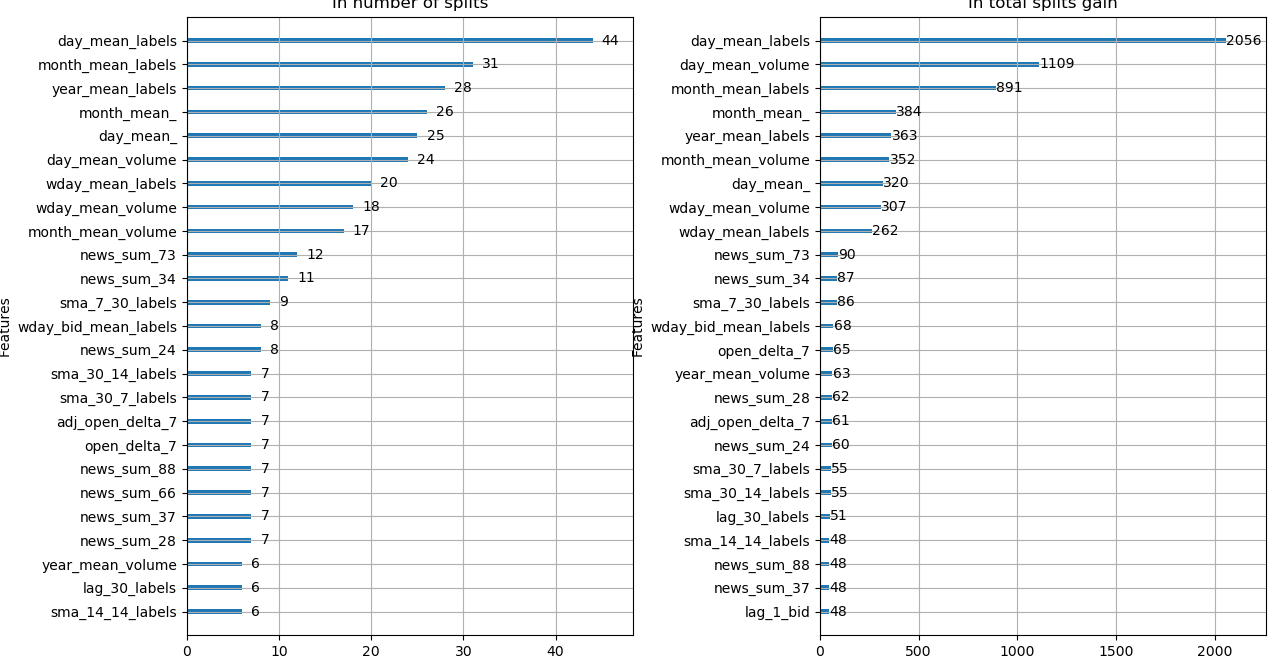 In number of splits
day_mean_labels 44
month_mean_labels 31
year_mean_labels 28
month_mean_ 26
day_mean_ 25
day_mean_volume 24
wday_mean_labels 20
wday_mean_volume 18
month_mean_volume 17
news_sum_73 12
news_sum_34 11
sma_7_30_labels 9
wday_bid_mean_labels 8
news_sum_24 8
sma_30_14_labels 7
sma_30_7_labels 7
adj_open_delta_7 7
open_delta_7 7
news_sum_88 7
news_sum_66 7
news_sum_37 7
news_sum_28 7
year_mean_volume 6
lag_30_labels 6
sma_14_14_labels 6
Features
0 10 20 30 40
In total splits gain
day_mean_labels 2056
day_mean_volume 1109
month_mean_labels 891
month_mean_ 384
year_mean_labels 363
month_mean_volume 352
day_mean_ 320
wday_mean_volume 307
wday_mean_labels 262
news_sum_73 90
news_sum_34 87
sma_7_30_labels 86
wday_bid_mean_labels 68
open_delta_7 65
year_mean_volume 63
news_sum_28 62
adj_open_delta_7 61
news_sum_24 60
sma_30_7_labels 55
sma_30_14_labels 55
lag_30_labels 51
sma_14_14_labels 48
news_sum_88 48
news_sum_37 48
lag_1_bid 48
Features
0 500 1000 1500 2000